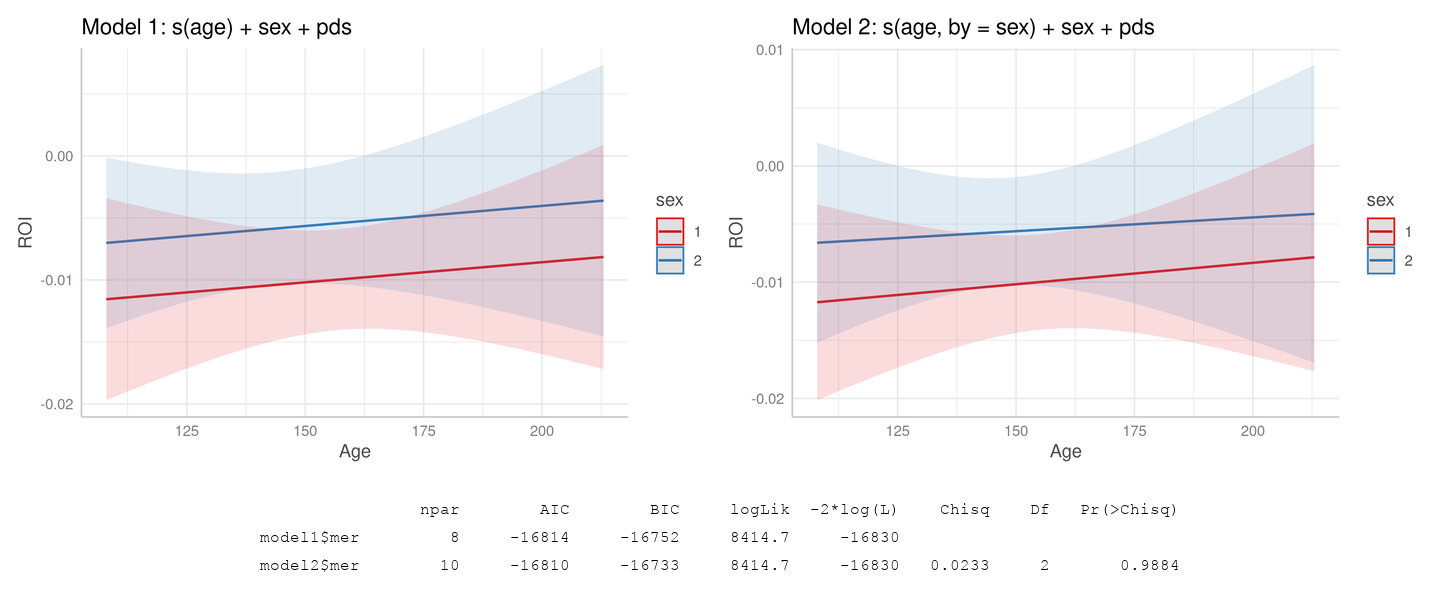 Model 1: s(age) + sex + pds
0.00
-0.01
-0.02
ROI
125 150 175 200
Age
sex
1
2
Model 2: s(age, by = sex) + sex + pds
0.01
0.00
-0.01
-0.02
ROI
125 150 175 200
Age
sex
1
2
npar AIC BIC logLik -2*log(L) Chisq Df Pr(>Chisq)
model1$mer 8 -16814 -16752 8414.7 -16830
model2$mer 10 -16810 -16733 8414.7 -16830 0.0233 2 0.9884